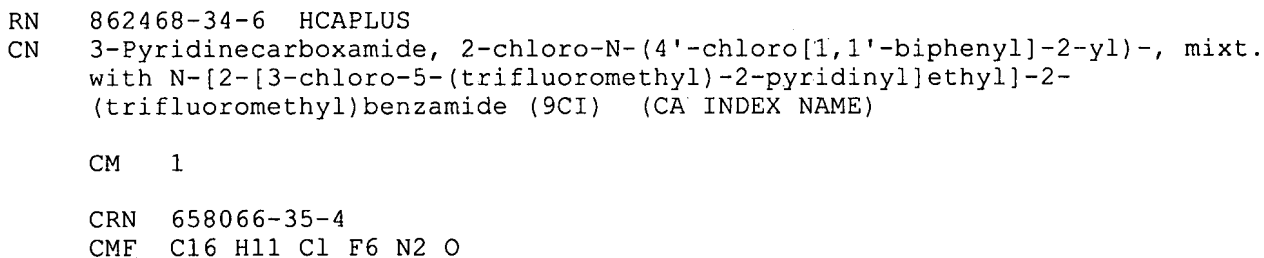 RN 862468-34-6 HCAPLUS
CN 3-Pyridinecarboxamide, 2-chloro-N-(4'-chloro[1,1'-biphenyl]-2-yl)-, mixt.
with N-[2-[3-chloro-5-(trifluoromethyl)-2-pyridinyl]ethyl]-2-
(trifluoromethyl)benzamide (9CI) (CA INDEX NAME)
CM 1
CRN 658066-35-4
CMF C16 H11 Cl F6 N2 O